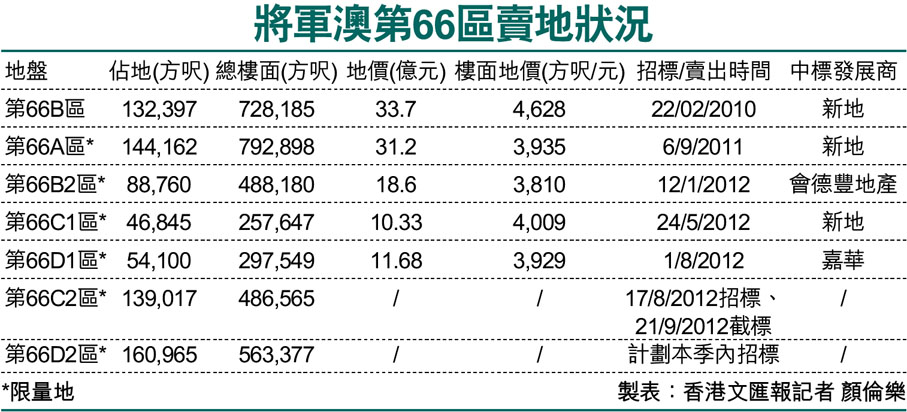 將軍澳第66區賣地狀況
地盤 佔地(方呎) 總樓面(方呎) 地價(億元) 樓面地價(方呎/元) 招標/賣出時間 中標發展商
第66B區 132,397 728,185 33.7 4,628 22/02/2010 新地
第66A區* 144,162 792,898 31.2 3,935 6/9/2011 新地
第66B2區* 88,760 488,180 18.6 3,810 12/1/2012 會德豐地產
第66C1區* 46,845 257,647 10.33 4,009 24/5/2012 新地
第66D1區* 54,100 297,549 11.68 3,929 1/8/2012 嘉華
第66C2區* 139,017 486,565 / / 17/8/2012招標、 /
21/9/2012截標
第66D2區* 160,965 563,377 / / 計劃本季內招標 /
*限量地 製表：香港文匯報記者 顏倫樂